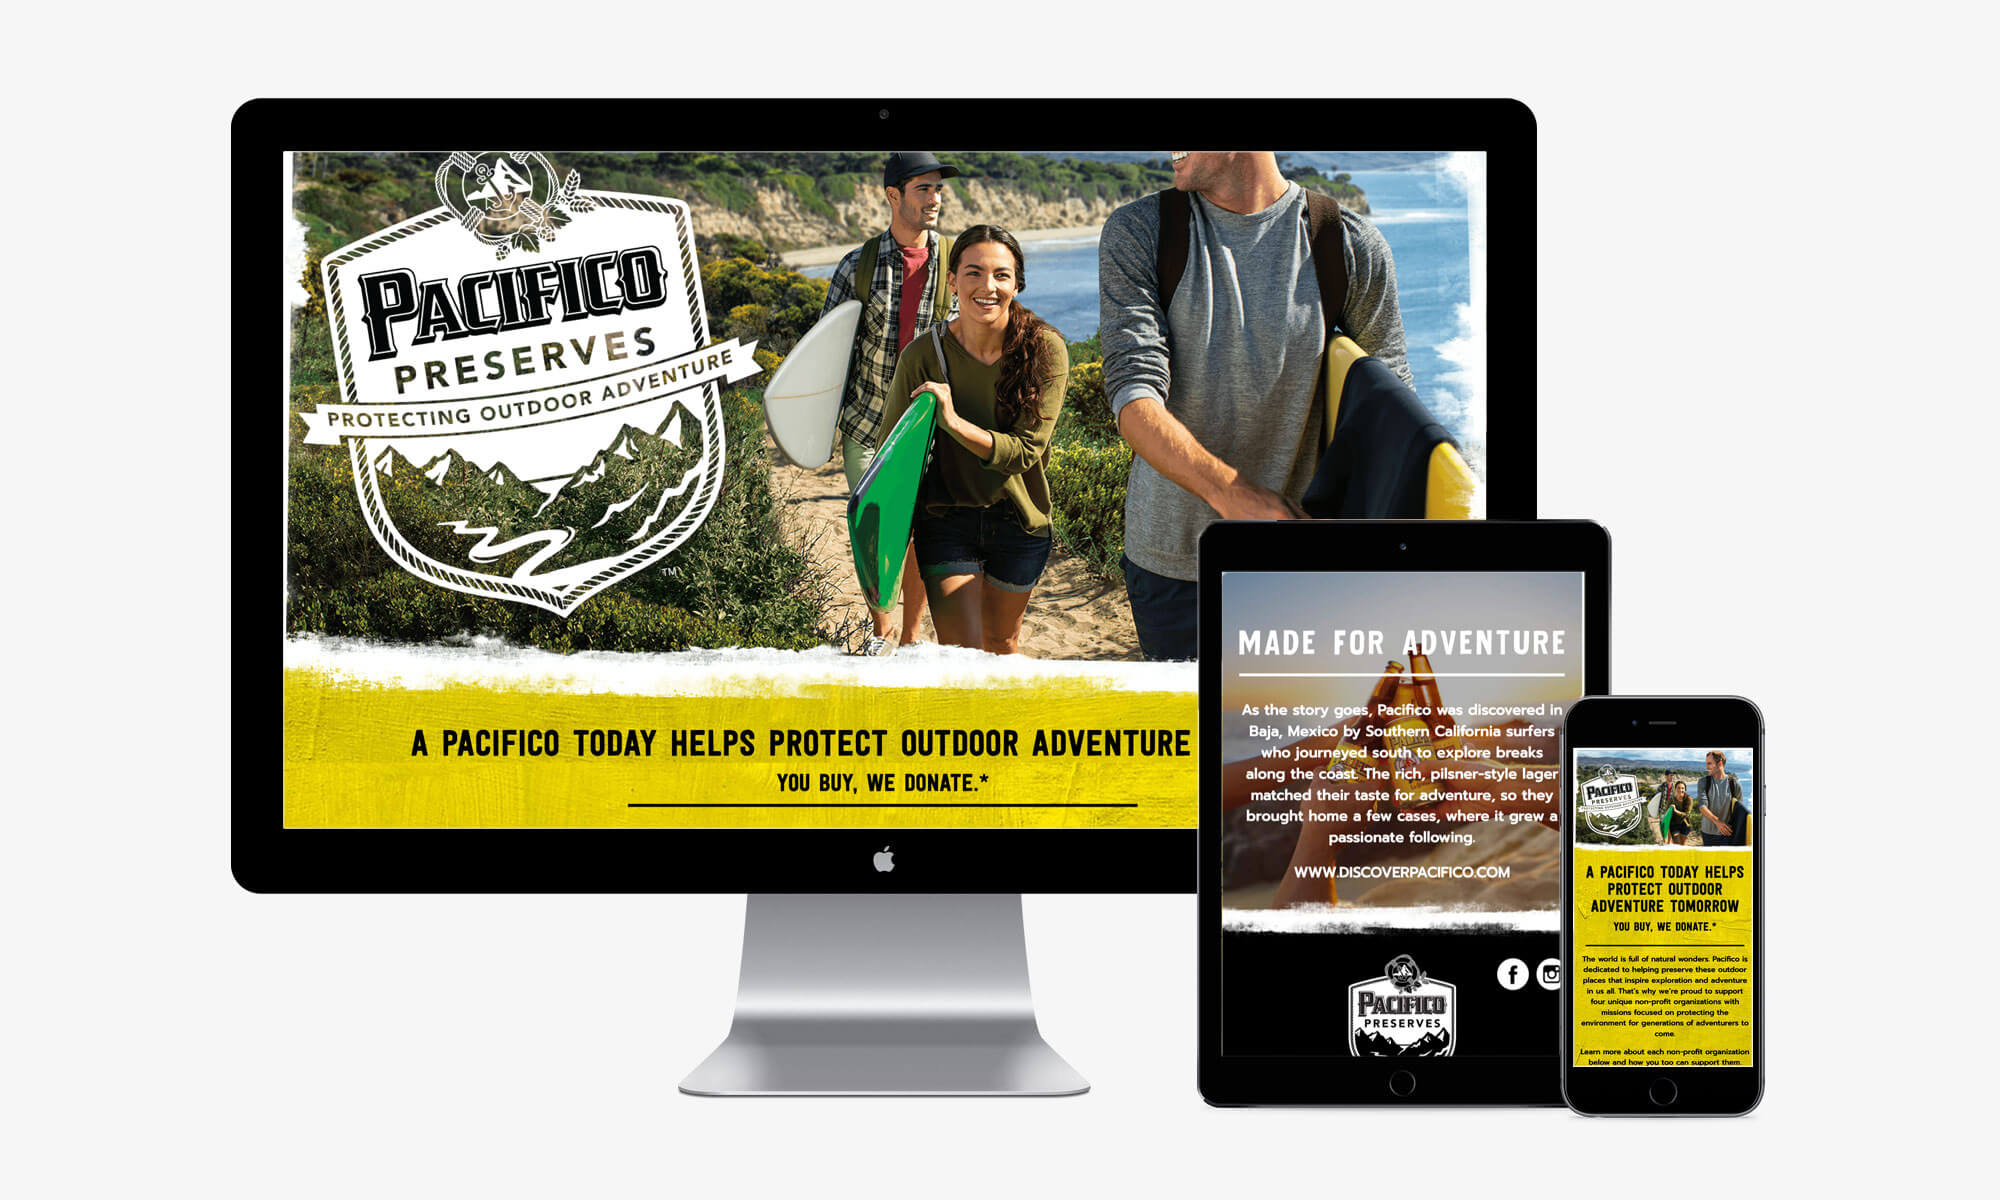 PACIFICO
PRESERVES
PROTECTING OUTDOOR ADVENTURE
TM
A PACIFICO TODAY HELPS PROTECT OUTDOOR ADVENTURE
YOU BUY, WE DONATE.*
MADE FOR ADVENTURE
As the story goes, Pacifico was discovered in
Baja, Mexico by Southern California surfers
who journeyed south to explore breaks
along the coast. The rich, pilsner-style lager
matched their taste for adventure, so they
brought home a few cases, where it grew a
passionate following.
WWW.DISCOVERPACIFICO.COM
PACIFICO
PRESERVES
PACIFICO
PRESERVES
PROTECTING OUTDOOR ADVENTURE
A PACIFICO TODAY HELPS
PROTECT OUTDOOR
ADVENTURE TOMORROW
YOU BUY, WE DONATE.*
The world is full of natural wonders. Pacifico is
dedicated to helping preserve these outdoor
places that inspire exploration and adventure
in us all. That's why we're proud to support
four unique non-profit organizations with
missions focused on protecting the
environment for generations of adventurers to
come.
Learn more about each non-profit organization
below and how you too can support them.